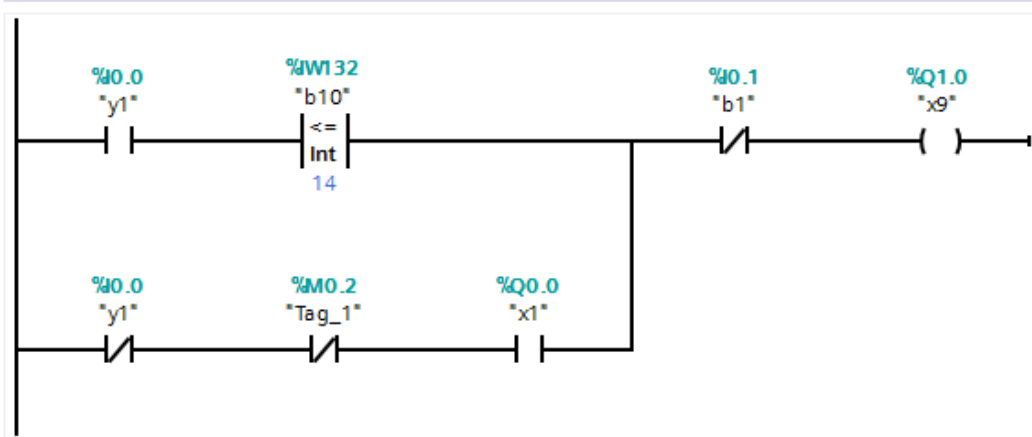 %I0.0
"y1"
%IW132
"b10"
<=
Int
14
%I0.1
"b1"
%Q1.0
"x9"
%I0.0
"y1"
%M0.2
"Tag_1"
%Q0.0
"x1"